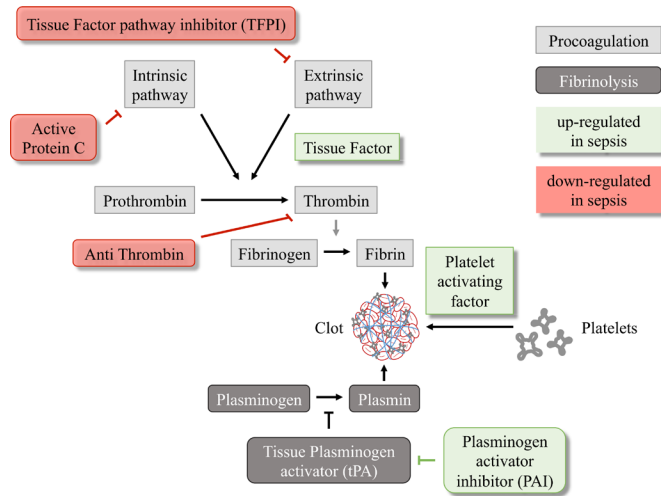 Tissue Factor pathway inhibitor (TFPI)
Intrinsic
pathway
Extrinsic
pathway
Active
Protein C
Tissue Factor
Prothrombin
Thrombin
Anti Thrombin
Fibrinogen
Fibrin
Platelet
activating
factor
Clot
Platelets
Plasminogen
Plasmin
Tissue Plasminogen
activator (tPA)
Plasminogen
activator
inhibitor (PAI)
Procoagulation
Fibrinolysis
up-regulated
in sepsis
down-regulated
in sepsis